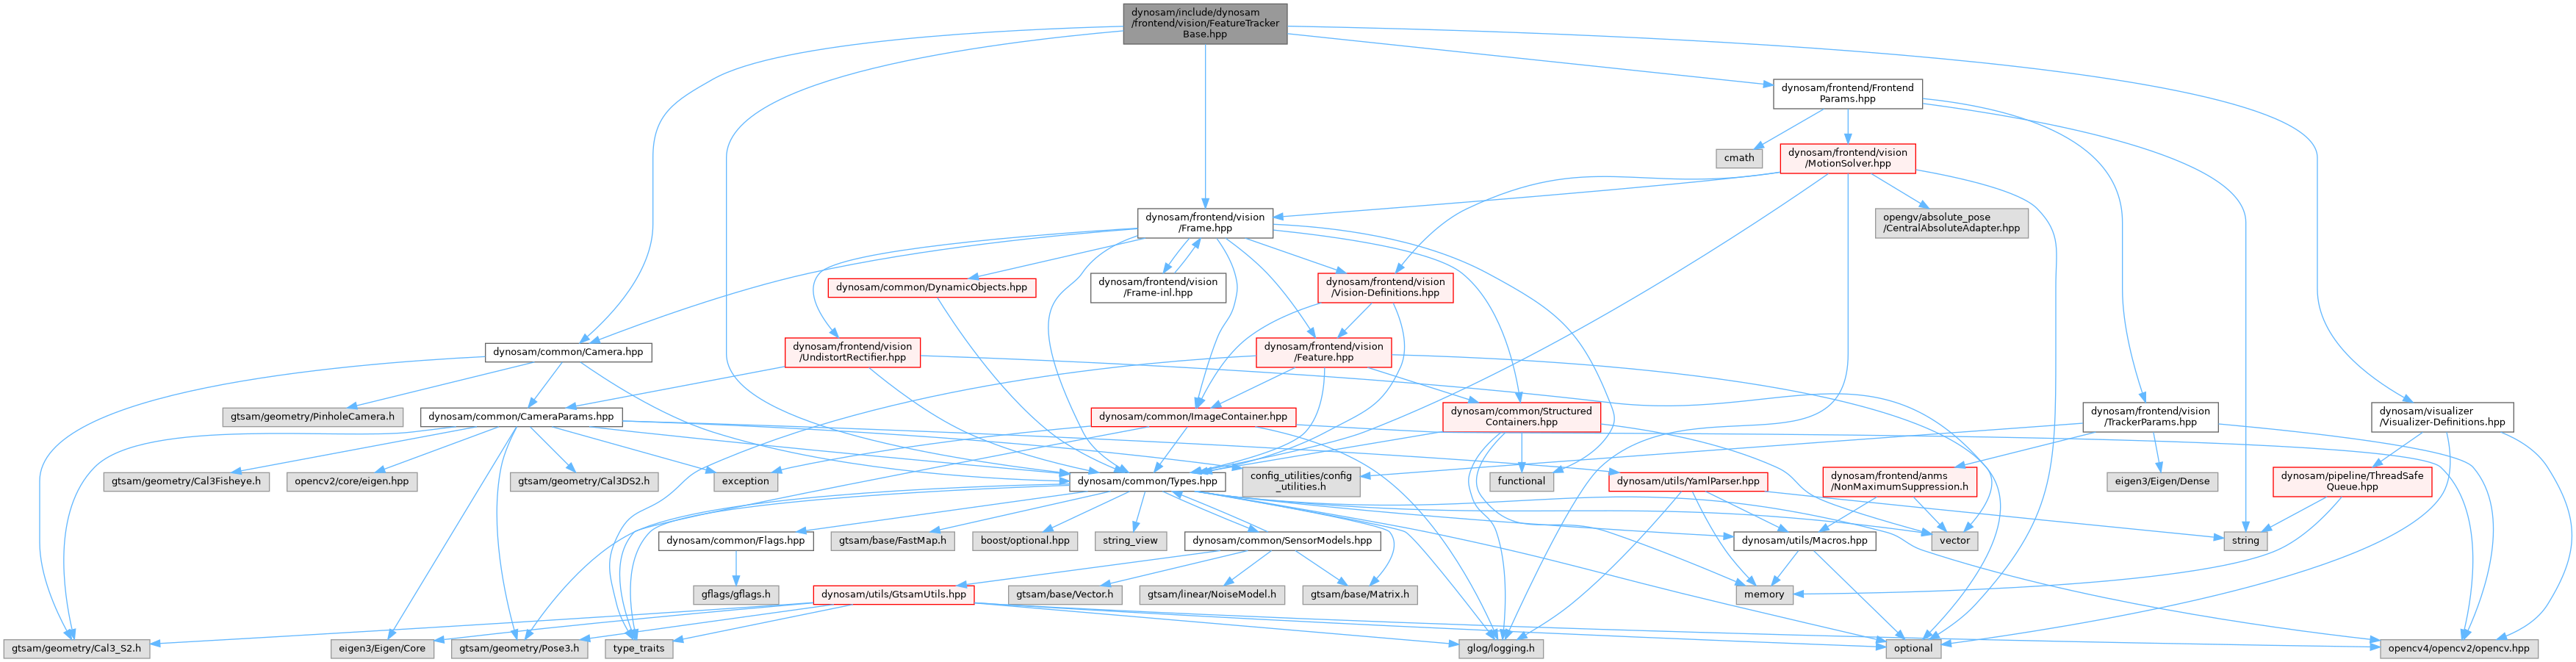 dynosam/include/dynosam
/frontend/vision/FeatureTracker
Base.hpp
dynosam/frontend/Frontend
Params.hpp
cmath
dynosam/frontend/vision
/MotionSolver.hpp
dynosam/frontend/vision
/Frame.hpp
opengv/absolute_pose
/CentralAbsoluteAdapter.hpp
dynosam/common/DynamicObjects.hpp
dynosam/frontend/vision
/Frame-inl.hpp
dynosam/frontend/vision
/Vision-Definitions.hpp
dynosam/common/Camera.hpp
dynosam/frontend/vision
/UndistortRectifier.hpp
dynosam/frontend/vision
/Feature.hpp
gtsam/geometry/PinholeCamera.h
dynosam/common/CameraParams.hpp
dynosam/common/ImageContainer.hpp
dynosam/common/Structured
Containers.hpp
dynosam/frontend/vision
/TrackerParams.hpp
dynosam/visualizer
/Visualizer-Definitions.hpp
gtsam/geometry/Cal3Fisheye.h
opencv2/core/eigen.hpp
gtsam/geometry/Cal3DS2.h
exception
dynosam/common/Types.hpp
config_utilities/config
_utilities.h
functional
dynosam/utils/YamlParser.hpp
dynosam/frontend/anms
/NonMaximumSuppression.h
eigen3/Eigen/Dense
dynosam/pipeline/ThreadSafe
Queue.hpp
dynosam/common/Flags.hpp
gtsam/base/FastMap.h
boost/optional.hpp
string_view
dynosam/common/SensorModels.hpp
dynosam/utils/Macros.hpp
vector
string
gflags/gflags.h
dynosam/utils/GtsamUtils.hpp
gtsam/base/Vector.h
gtsam/linear/NoiseModel.h
gtsam/base/Matrix.h
memory
gtsam/geometry/Cal3_S2.h
eigen3/Eigen/Core
gtsam/geometry/Pose3.h
type_traits
glog/logging.h
optional
opencv4/opencv2/opencv.hpp